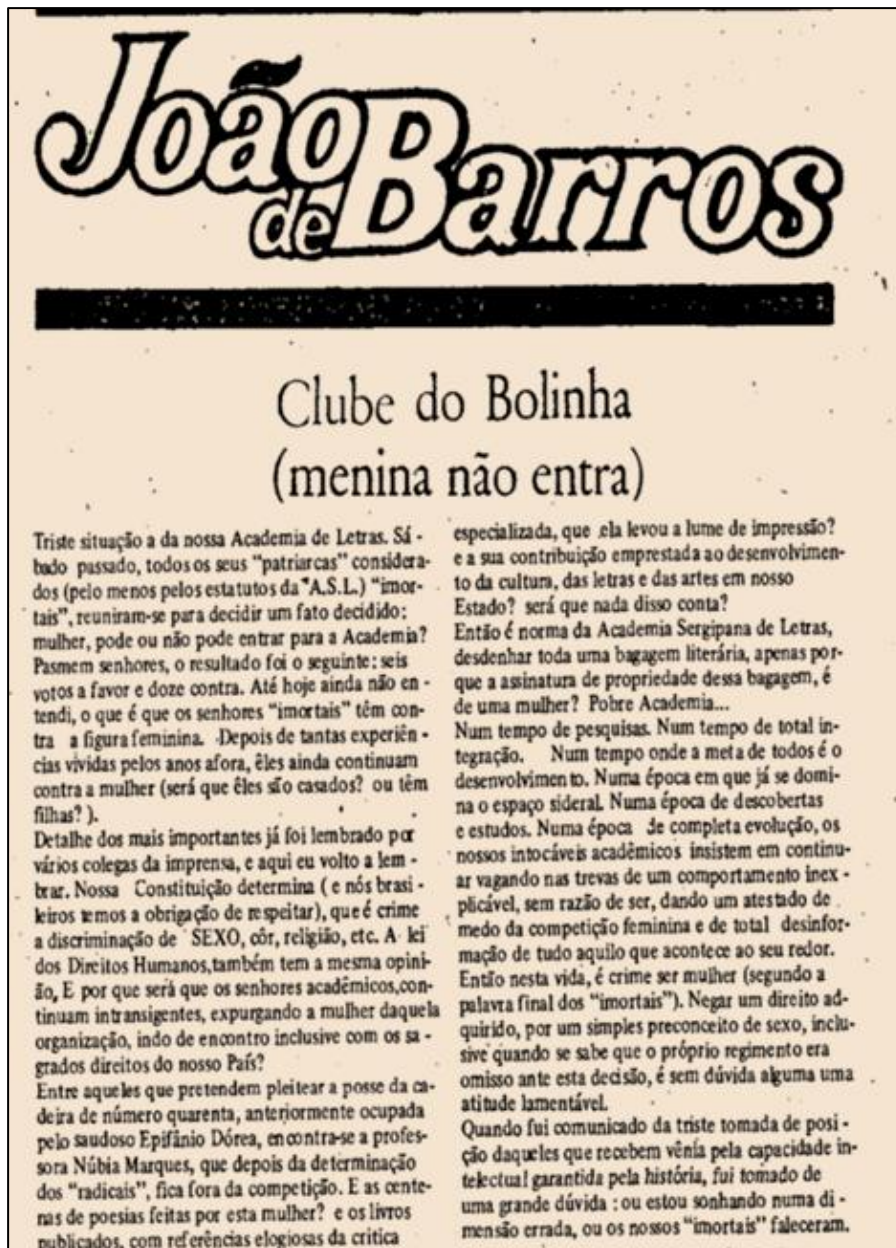 João
de Barros
Clube do Bolinha
(menina não entra)
Triste situação a da nossa Academia de Letras. Sá -
bado passado, todos os seus "patriarcas" considera-
dos (pelo menos pelos estatutos da "A.S.L.) "imor-
tais", reuniram-se para decidir um fato decidido:
mulher, pode ou não pode entrar para a Academia?
Pasmem senhores, o resultado foi o seguinte: seis
votos a favor e doze contra. Até hoje ainda não en -
tendi, o que é que os senhores "imortais" têm con-
tra a figura feminina. Depois de tantas experiên -
cias vividas pelos anos afora, êles ainda continuam
contra a mulher (será que êles são casados? ou têm
filhas? ).
Detalhe dos mais importantes já foi lembrado por
vários colegas da imprensa, e aqui eu volto a lem -
brar. Nossa Constituição determina ( e nós brasi -
leiros temos a obrigação de respeitar), que é crime
a discriminação de SEXO, côr, religião, etc. A lei
dos Direitos Humanos,também tem a mesma opini-
ão, E por que será que os senhores acadêmicos,con-
tinuam intransigentes, expurgando a mulher daquela
organização, indo de encontro inclusive com os sa -
grados direitos do nosso País?
Entre aqueles que pretendem pleitear a posse da ca-
deira de número quarenta, anteriormente ocupada
pelo saudoso Epifânio Dórea, encontra-se a profes-
sora Núbia Marques, que depois da determinação
dos "radicais", fica fora da competição. E as cente-
nas de poesias feitas por esta mulher? e os livros
publicados, com referências elogiosas da critica
especializada, que ela levou a lume de impressão?
e a sua contribuição emprestada ao desenvolvimen-
to da cultura, das letras e das artes em nosso
Estado? será que nada disso conta?
Então é norma da Academia Sergipana de Letras,
desdenhar toda uma bagagem literária, apenas por-
que a assinatura de propriedade dessa bagagem, é
de uma mulher? Pobre Academia...
Num tempo de pesquisas. Num tempo de total in-
tegração. Num tempo onde a meta de todos é o
desenvolvimento. Numa época em que já se domi-
na o espaço sideral. Numa época de descobertas
e estudos. Numa época de completa evolução, os
nossos intocáveis acadêmicos insistem em continu-
ar vagando nas trevas de um comportamento inex -
plicável, sem razão de ser, dando um atestado de
medo da competição feminina e de total desinfor-
mação de tudo aquilo que acontece ao seu redor.
Então nesta vida, é crime ser mulher (segundo a
palavra final dos "imortais"). Negar um direito ad-
quirido, por um simples preconceito de sexo, inclu-
sive quando se sabe que o próprio regimento era
omisso ante esta decisão, é sem dúvida alguma uma
atitude lamentável.
Quando fui comunicado da triste tomada de posi -
ção daqueles que recebem vênia pela capacidade in-
telectual garantida pela história, fui tomado de
uma grande dúvida : ou estou sonhando numa di -
mensão errada, ou os nossos "imortais" faleceram.